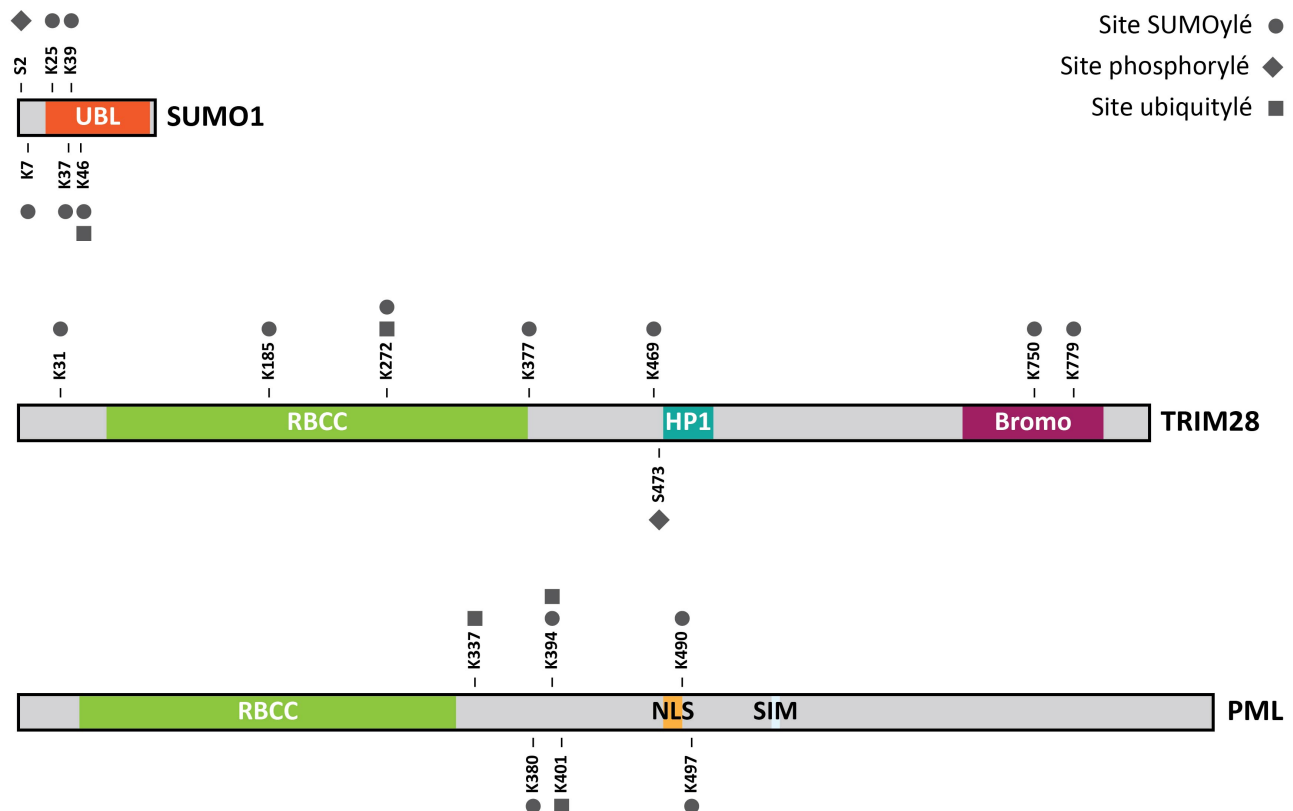 Site SUMOylé
Site phosphorylé
Site ubiquitylé
S2
K25
K39
UBL
SUMO1
K7
K37
K46
K31
K185
K272
K377
K469
K750
K779
RBCC
HP1
Bromo
TRIM28
S473
K337
K394
K490
RBCC
NLS
SIM
PML
K380
K401
K497